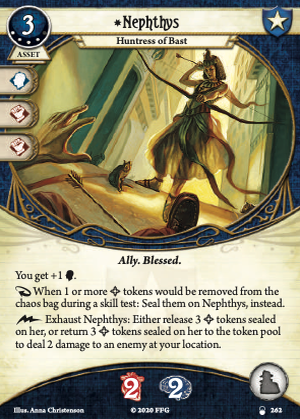 3
ASSET
*Nephthys
Huntress of Bast
Ally. Blessed.
You get +1 .
When 1 or more tokens would be removed from the
chaos bag during a skill test: Seal them on Nephthys, instead.
Exhaust Nephthys: Either release 3 tokens sealed
on her, or return 3 tokens sealed on her to the token pool
to deal 2 damage to an enemy at your location.
2
2
Illus. Anna Christenson
© 2020 FFG
262